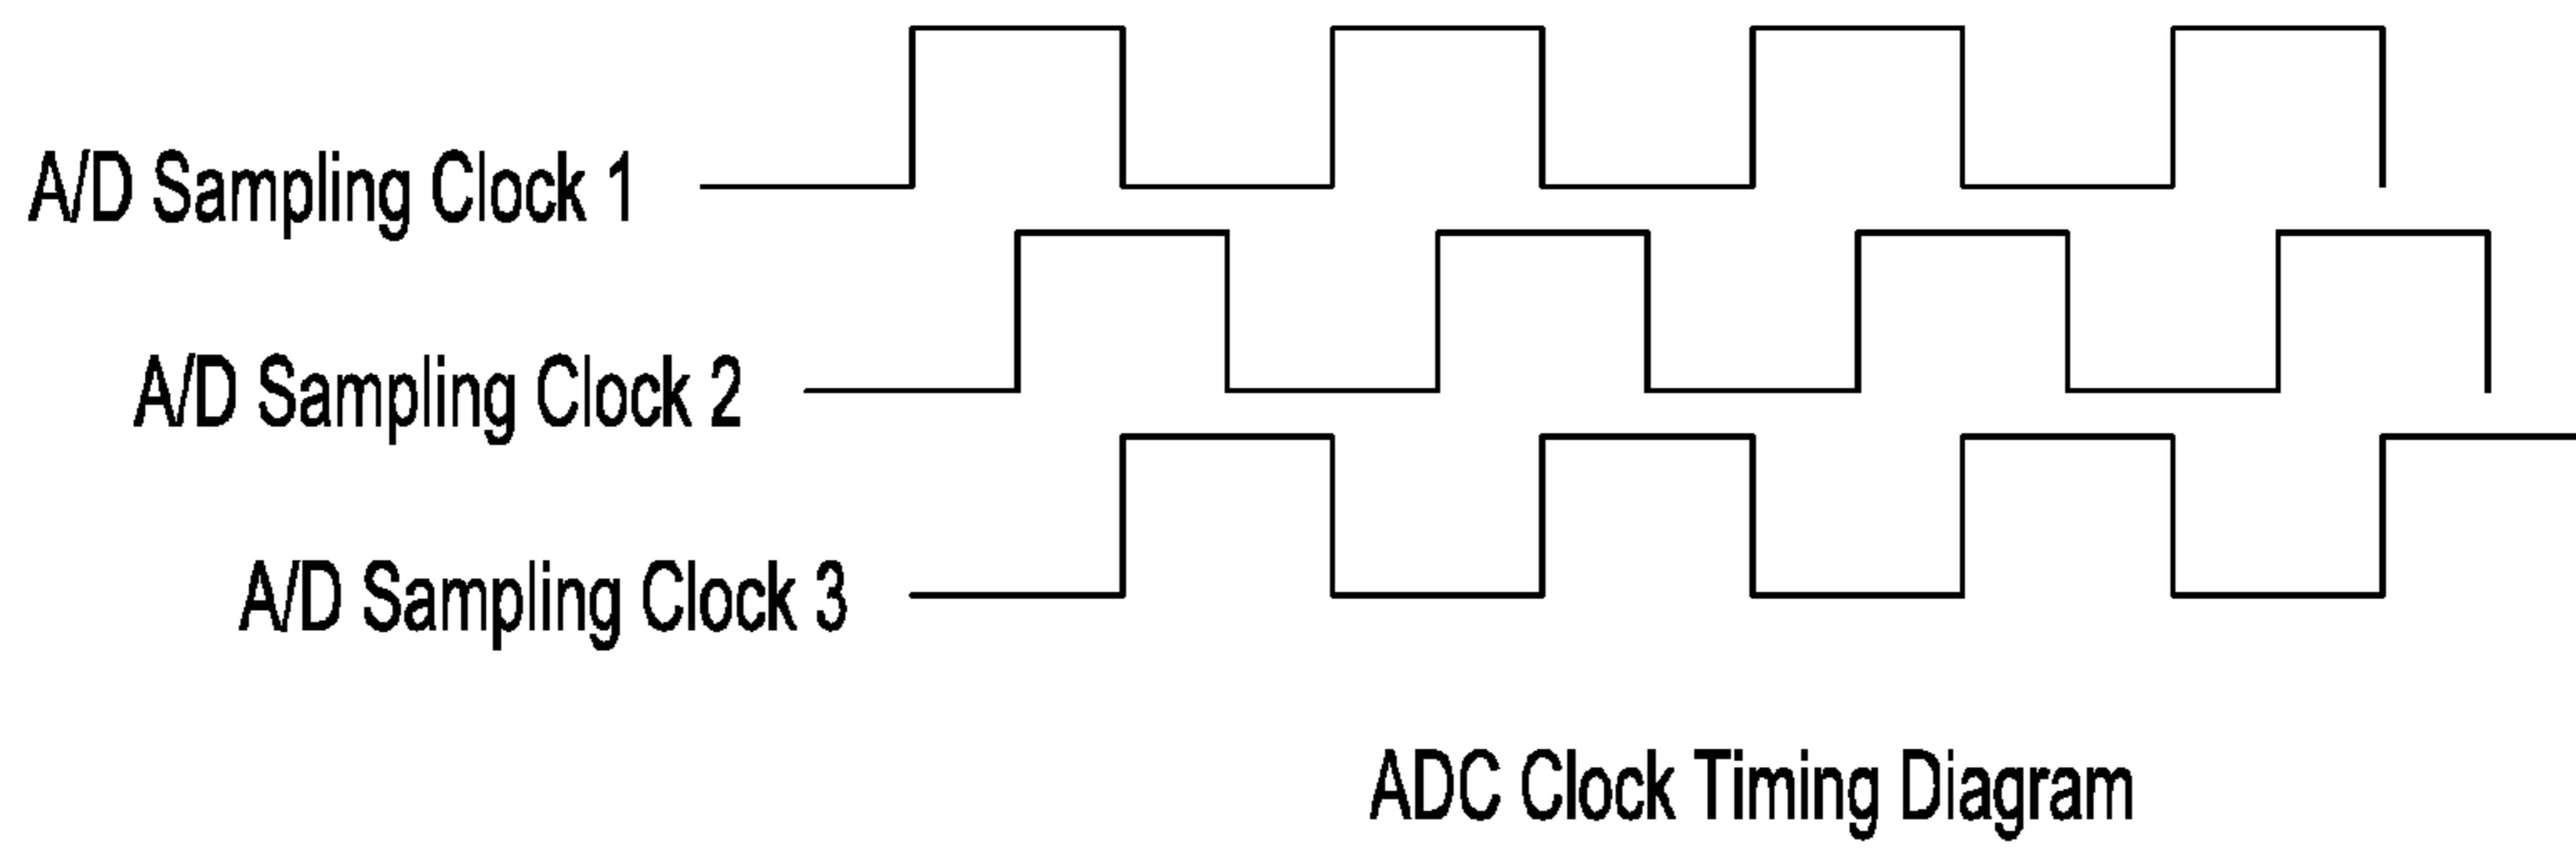 A/D Sampling Clock 1
A/D Sampling Clock 2
A/D Sampling Clock 3
ADC Clock Timing Diagram